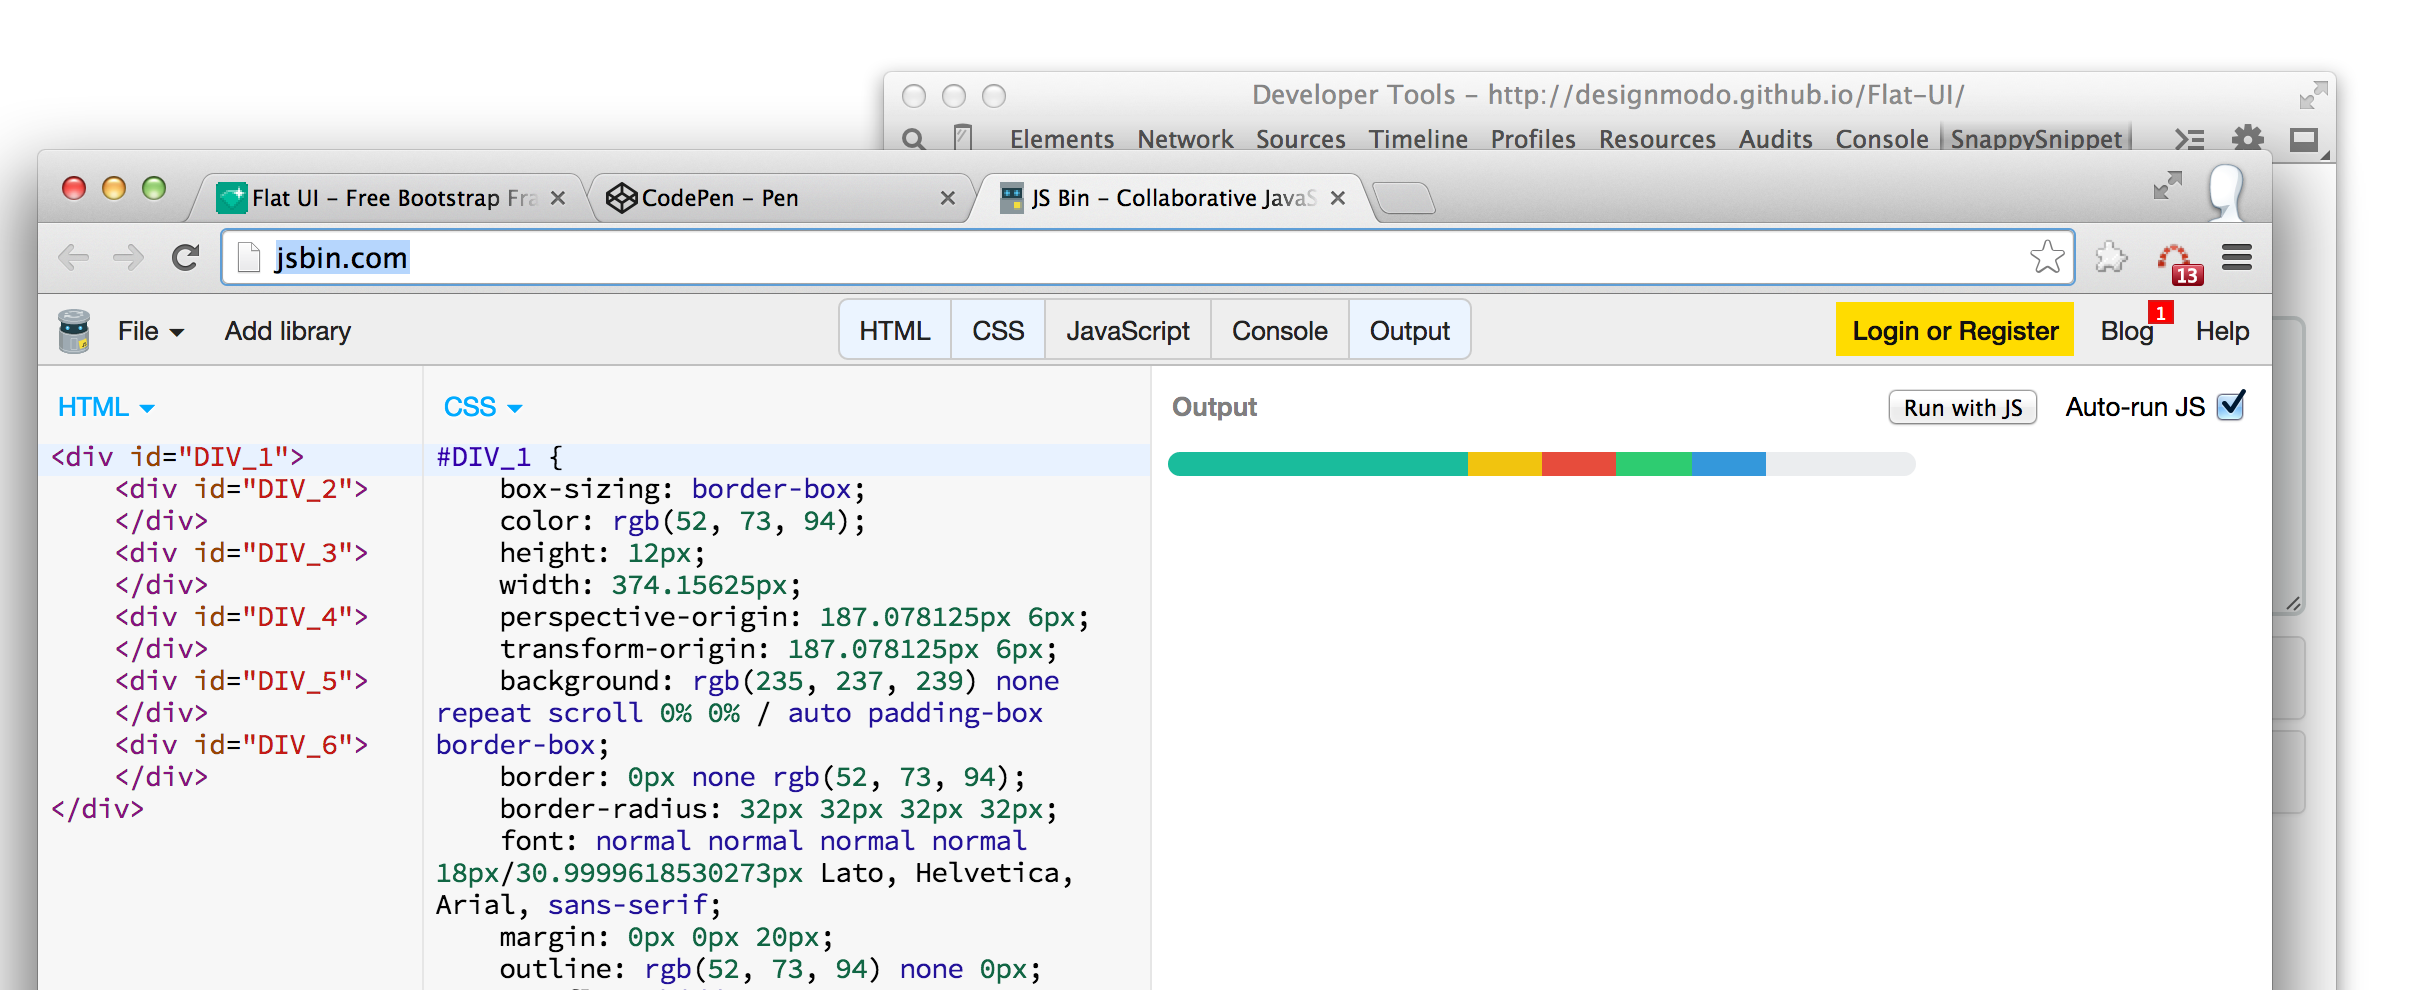 Developer Tools – http://designmodo.github.io/Flat-UI/
Elements Network Sources Timeline Profiles Resources Audits Console SnappySnippet
Flat UI – Free Bootstrap Fra
CodePen – Pen
JS Bin – Collaborative JavaS
jsbin.com
13
File
Add library
HTML CSS JavaScript Console Output
Login or Register
Blog
1
Help
HTML
<div id="DIV_1">
    <div id="DIV_2">
    </div>
    <div id="DIV_3">
    </div>
    <div id="DIV_4">
    </div>
    <div id="DIV_5">
    </div>
    <div id="DIV_6">
    </div>
</div>
CSS
#DIV_1 {
    box-sizing: border-box;
    color: rgb(52, 73, 94);
    height: 12px;
    width: 374.15625px;
    perspective-origin: 187.078125px 6px;
    transform-origin: 187.078125px 6px;
    background: rgb(235, 237, 239) none
repeat scroll 0% 0% / auto padding-box
border-box;
    border: 0px none rgb(52, 73, 94);
    border-radius: 32px 32px 32px 32px;
    font: normal normal normal normal
18px/30.9999618530273px Lato, Helvetica,
Arial, sans-serif;
    margin: 0px 0px 20px;
    outline: rgb(52, 73, 94) none 0px;
Output
Run with JS
Auto-run JS